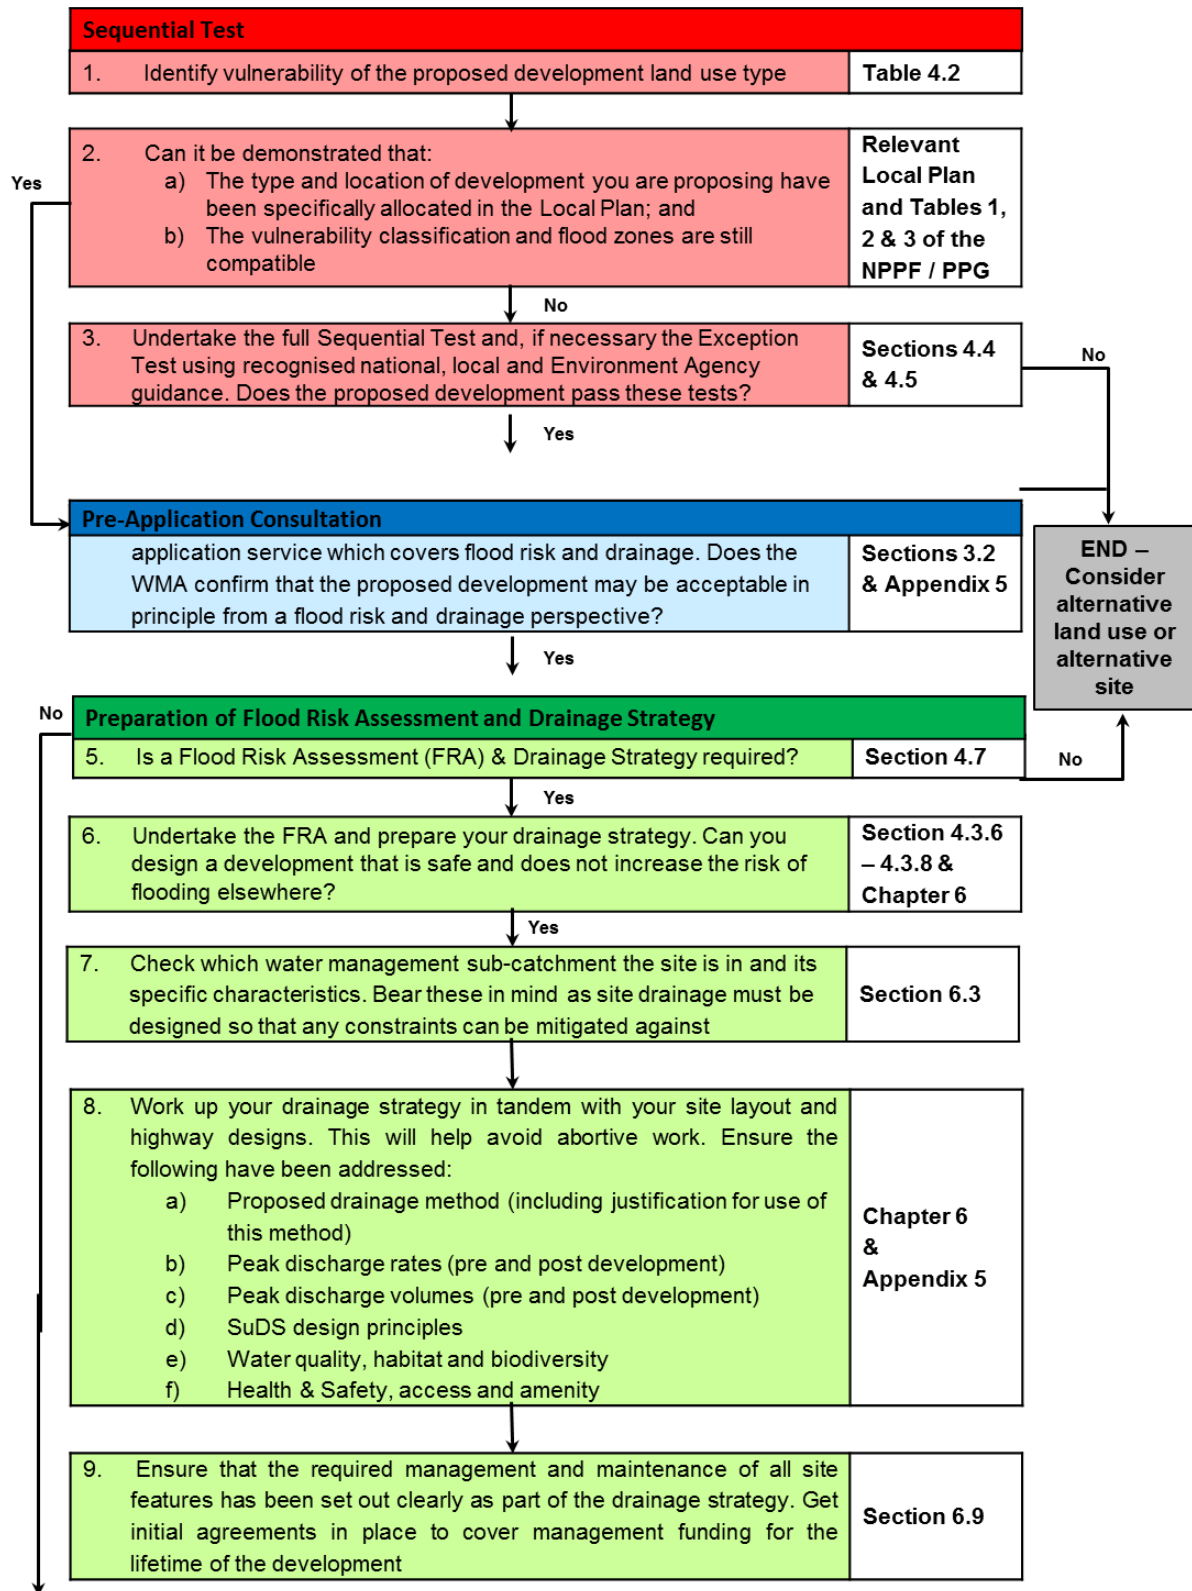 Sequential Test
1. Identify vulnerability of the proposed development land use type
Table 4.2
Yes
2. Can it be demonstrated that:
a) The type and location of development you are proposing have
been specifically allocated in the Local Plan; and
b) The vulnerability classification and flood zones are still
compatible
Relevant
Local Plan
and Tables 1,
2 & 3 of the
NPPF / PPG
No
3. Undertake the full Sequential Test and, if necessary the Exception
Test using recognised national, local and Environment Agency
guidance. Does the proposed development pass these tests?
Sections 4.4
& 4.5
No
Yes
Pre-Application Consultation
application service which covers flood risk and drainage. Does the
WMA confirm that the proposed development may be acceptable in
principle from a flood risk and drainage perspective?
Sections 3.2
& Appendix 5
END –
Consider
alternative
land use or
alternative
site
Yes
No
Preparation of Flood Risk Assessment and Drainage Strategy
5. Is a Flood Risk Assessment (FRA) & Drainage Strategy required?
Section 4.7
No
Yes
6. Undertake the FRA and prepare your drainage strategy. Can you
design a development that is safe and does not increase the risk of
flooding elsewhere?
Section 4.3.6
– 4.3.8 &
Chapter 6
Yes
7. Check which water management sub-catchment the site is in and its
specific characteristics. Bear these in mind as site drainage must be
designed so that any constraints can be mitigated against
Section 6.3
8. Work up your drainage strategy in tandem with your site layout and
highway designs. This will help avoid abortive work. Ensure the
following have been addressed:
a) Proposed drainage method (including justification for use of
this method)
b) Peak discharge rates (pre and post development)
c) Peak discharge volumes (pre and post development)
d) SuDS design principles
e) Water quality, habitat and biodiversity
f) Health & Safety, access and amenity
Chapter 6
&
Appendix 5
9. Ensure that the required management and maintenance of all site
features has been set out clearly as part of the drainage strategy. Get
initial agreements in place to cover management funding for the
lifetime of the development
Section 6.9